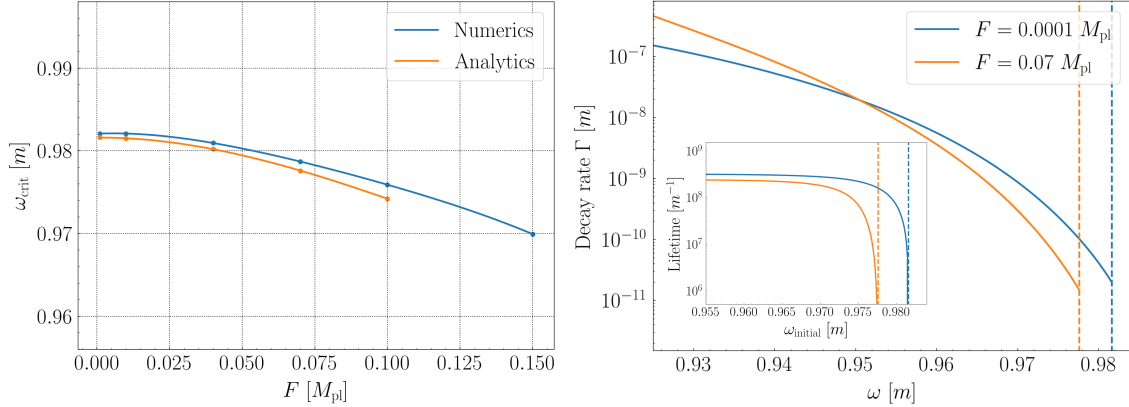 0.99
0.98
0.97
0.96
ω_crit [m]
Numerics
Analytics
0.000 0.025 0.050 0.075 0.100 0.125 0.150
F [M_pl]
10^−7
10^−8
10^−9
10^−10
10^−11
Decay rate Γ [m]
F = 0.0001 M_pl
F = 0.07 M_pl
10^9
10^8
10^7
10^6
Lifetime [m^−1]
0.955 0.960 0.965 0.970 0.975 0.980
ω_initial [m]
0.93 0.94 0.95 0.96 0.97 0.98
ω [m]